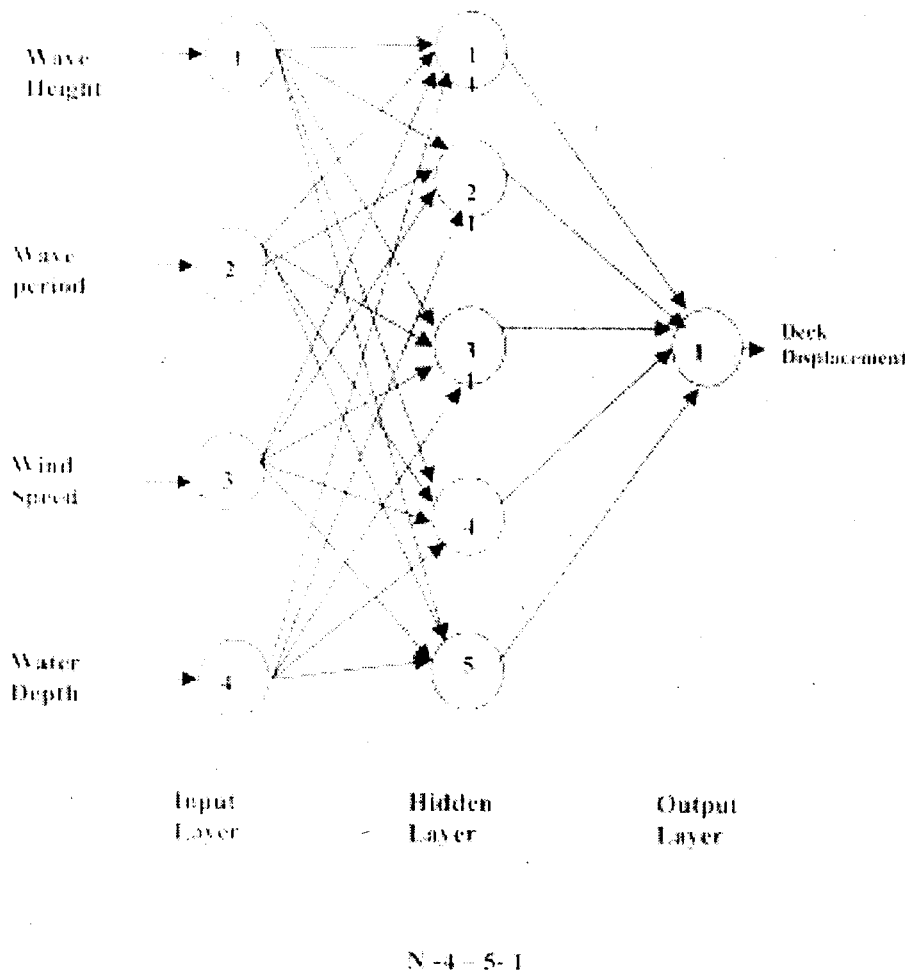 Wave
Height
1
1
4
2
1
Wave
period
2
3
1
1
Deck
Displacement
Wind
Speed
3
4
Water
Depth
4
5
Input
Layer
Hidden
Layer
Output
Layer
N -4 - 5- 1